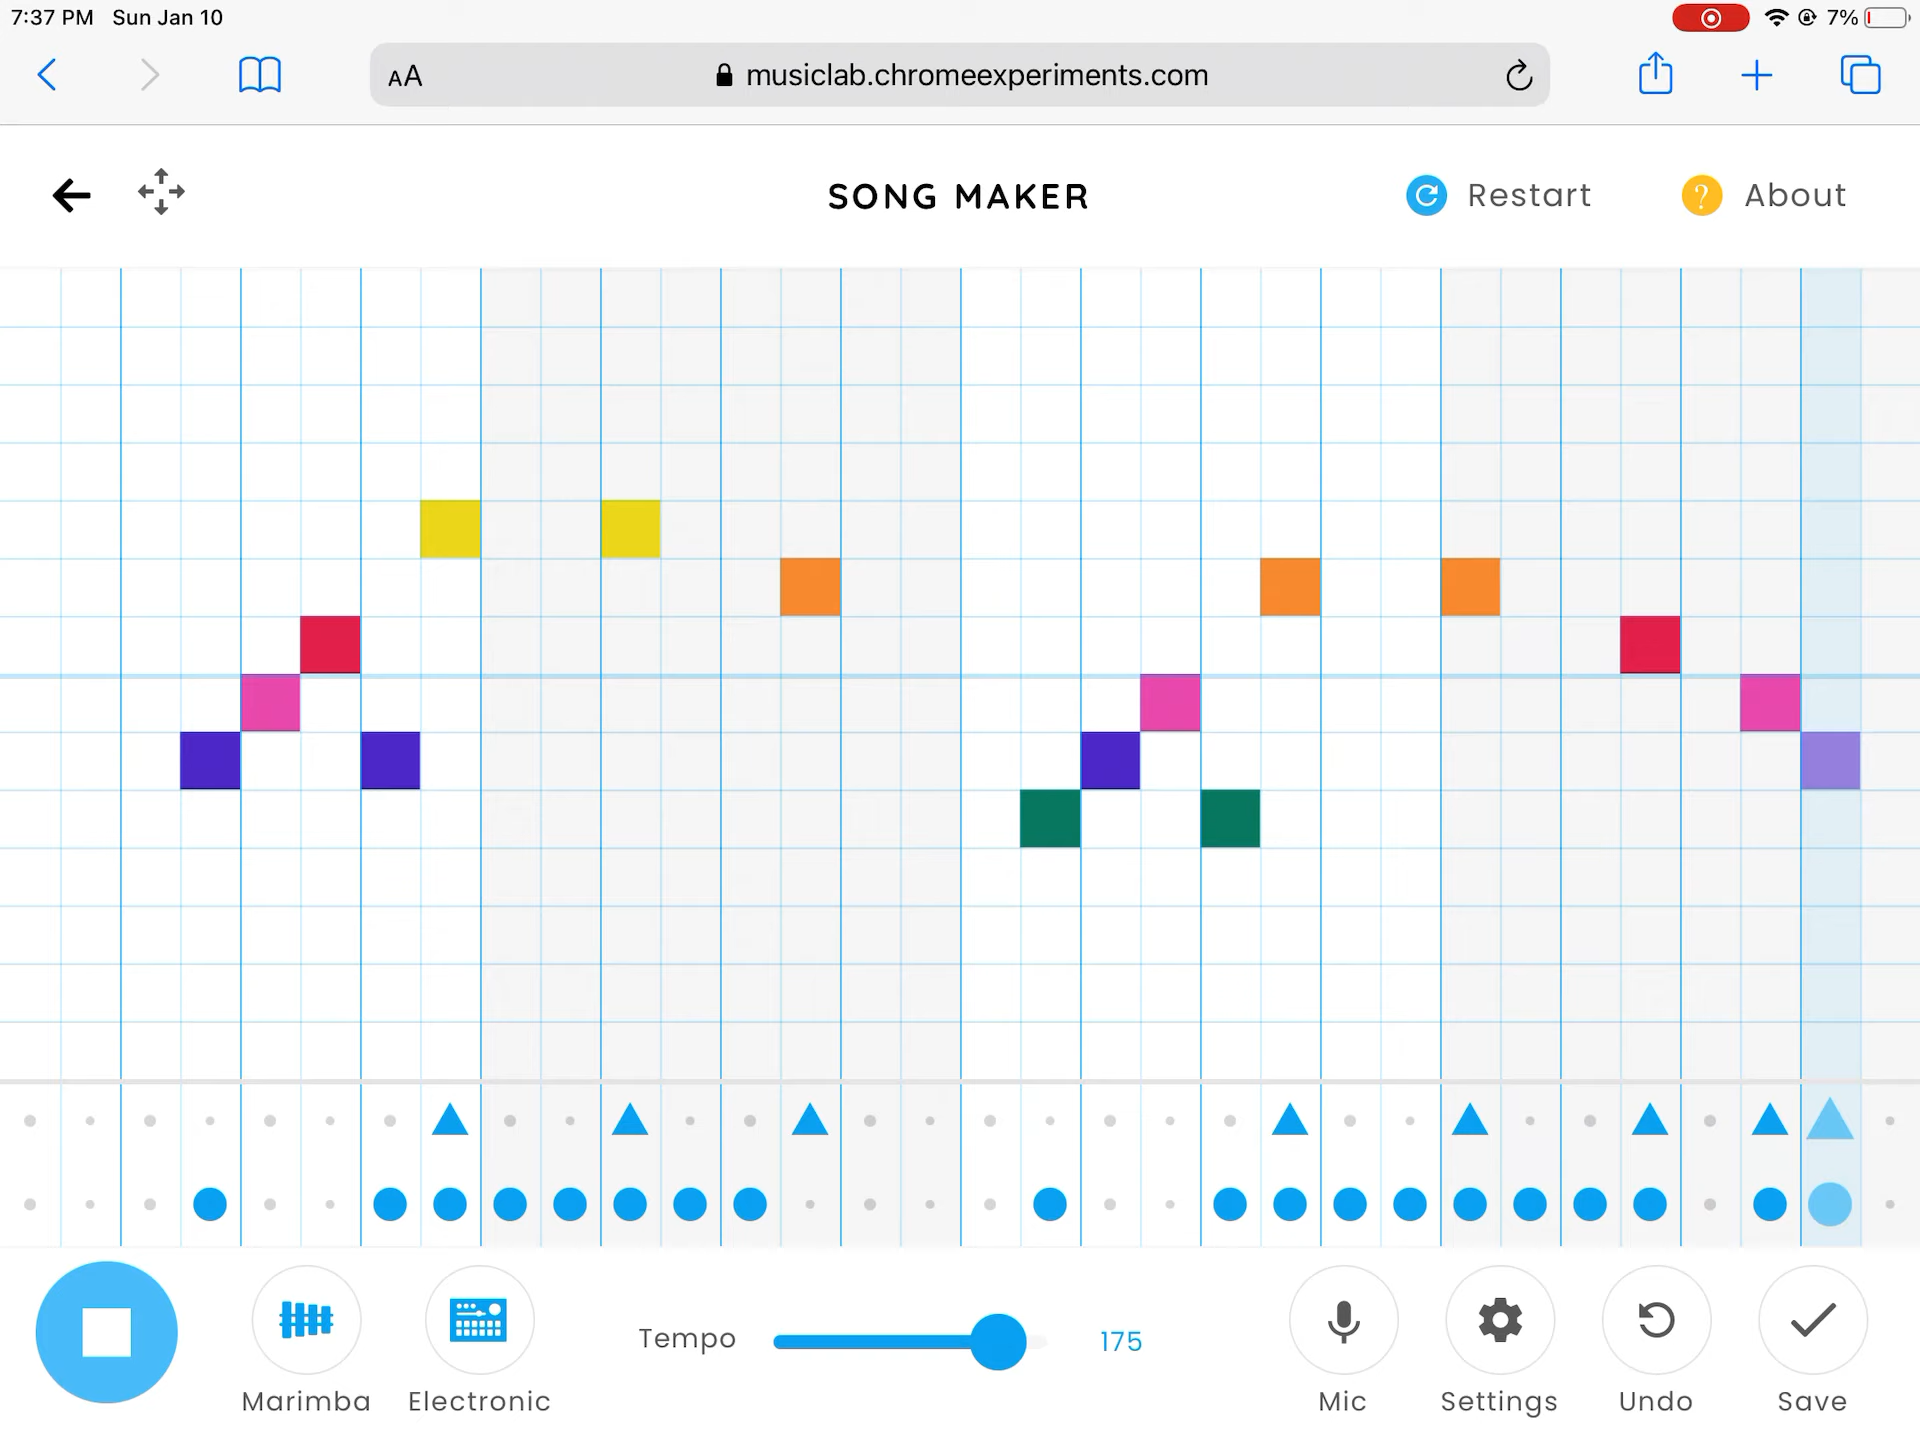 7:37 PM Sun Jan 10 7%
AA musiclab.chromeexperiments.com
SONG MAKER Restart ? About
Tempo 175
Marimba Electronic Mic Settings Undo Save